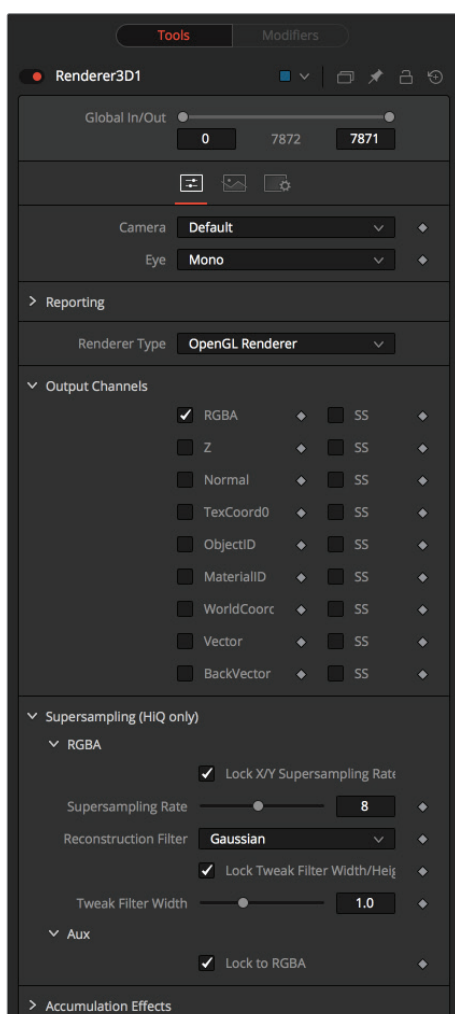 Tools Modifiers
Renderer3D1
Global In/Out
0 7872 7871
Camera Default
Eye Mono
Reporting
Renderer Type OpenGL Renderer
Output Channels
RGBA SS
Z SS
Normal SS
TexCoord0 SS
ObjectID SS
MaterialID SS
WorldCoorc SS
Vector SS
BackVector SS
Supersampling (HiQ only)
RGBA
Lock X/Y Supersampling Rate
Supersampling Rate 8
Reconstruction Filter Gaussian
Lock Tweak Filter Width/Heig
Tweak Filter Width 1.0
Aux
Lock to RGBA
Accumulation Effects